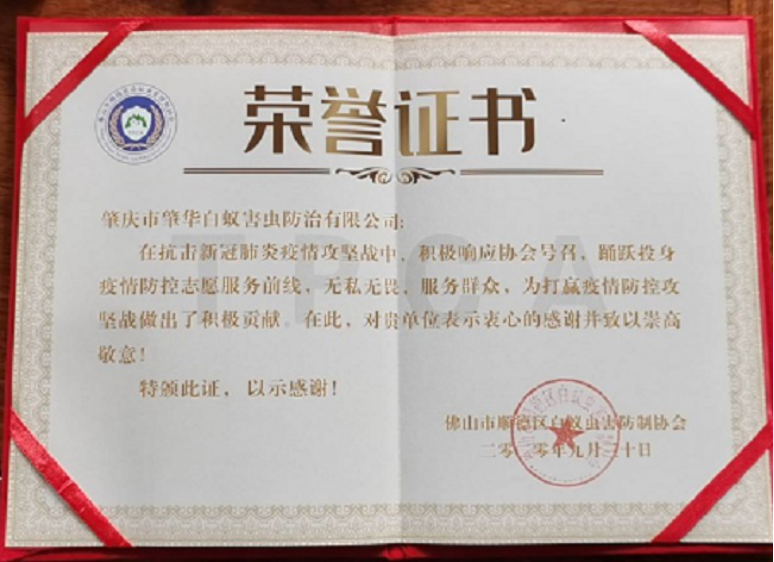 荣誉证书
肇庆市肇华白蚁害虫防治有限公司:
在抗击新冠肺炎疫情攻坚战中，积极响应协会号召，踊跃投身
疫情防控志愿服务前线，无私无畏，服务群众，为打赢疫情防控攻
坚战做出了积极贡献。在此，对贵单位表示衷心的感谢并致以崇高
敬意！
特颁此证，以示感谢！
TPCA
佛山市顺德区白蚁虫害防制协会
二〇二〇年九月二十日